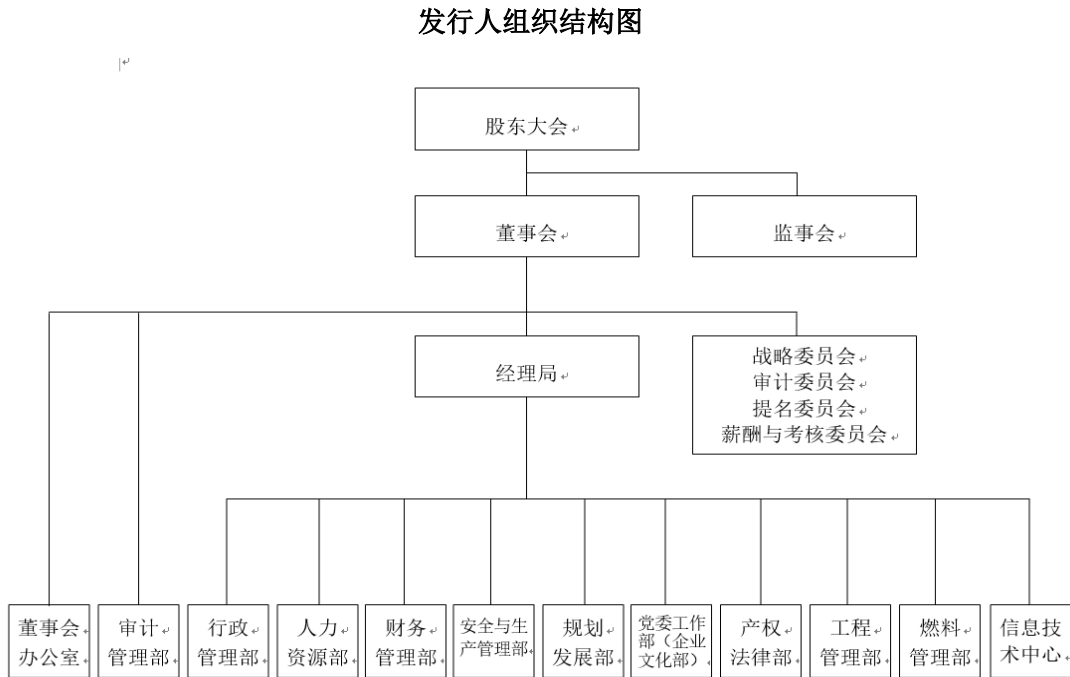 发行人组织结构图
股东大会
董事会
监事会
经理局
战略委员会
审计委员会
提名委员会
薪酬与考核委员会
董事会
办公室
审计
管理部
行政
管理部
人力
资源部
财务
管理部
安全与生
产管理部
规划
发展部
党委工作
部（企业
文化部）
产权
法律部
工程
管理部
燃料
管理部
信息技
术中心